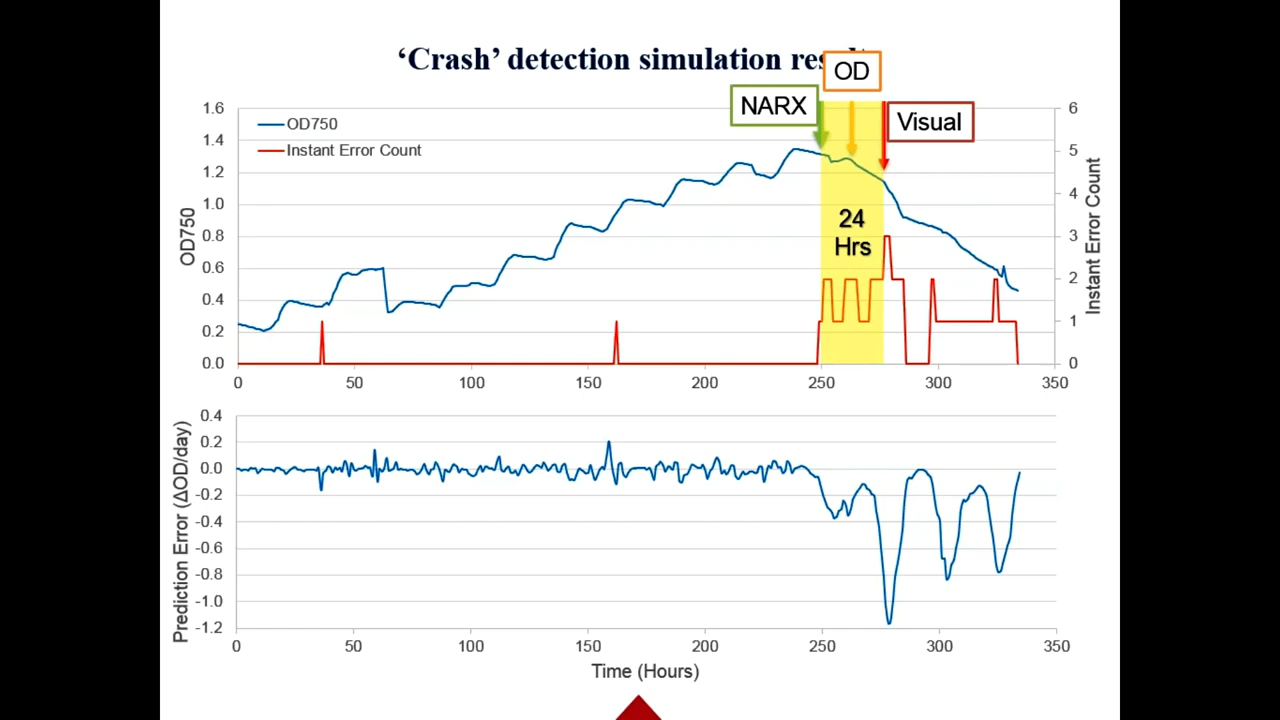 ‘Crash’ detection simulation
OD
NARX
Visual
OD750
Instant Error Count
24
Hrs
1.6
1.4
1.2
1.0
0.8
0.6
0.4
0.2
0.0
OD750
6
5
4
3
2
1
0
Instant Error Count
0 50 100 150 200 250 300 350
0.4
0.2
0.0
-0.2
-0.4
-0.6
-0.8
-1.0
-1.2
Prediction Error (ΔOD/day)
0 50 100 150 200 250 300 350
Time (Hours)